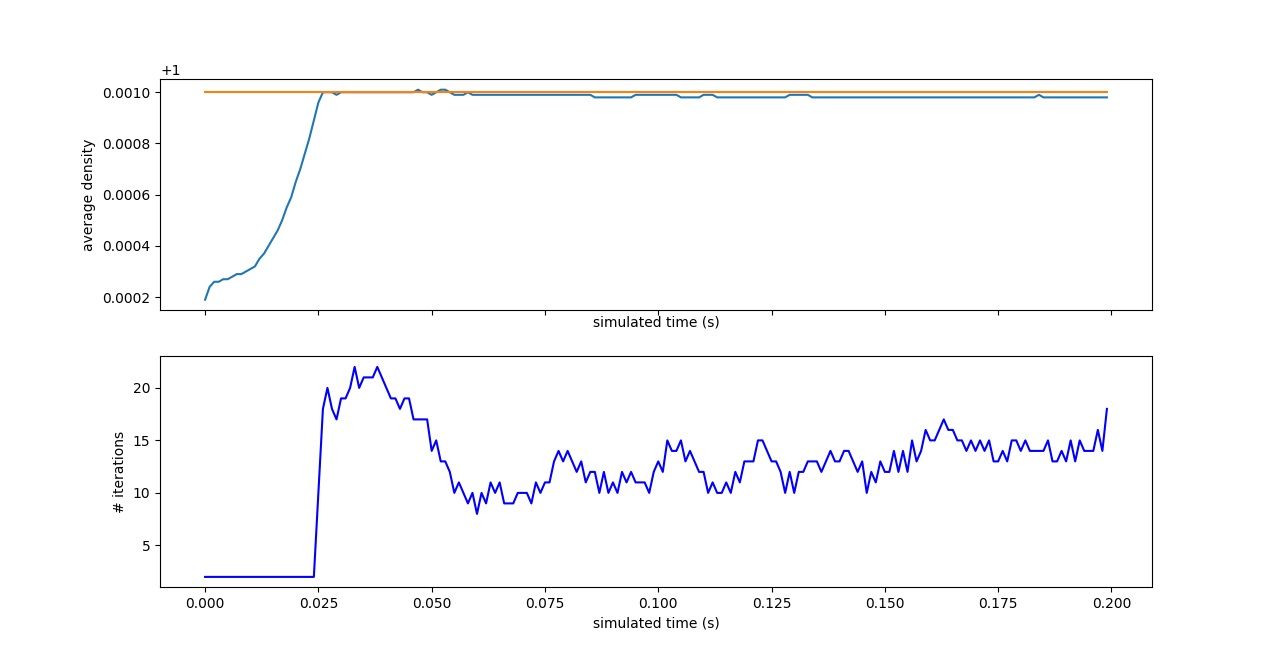 +1
0.0010
0.0008
0.0006
0.0004
0.0002
average density
simulated time (s)
20
15
10
5
# iterations
0.000 0.025 0.050 0.075 0.100 0.125 0.150 0.175 0.200
simulated time (s)